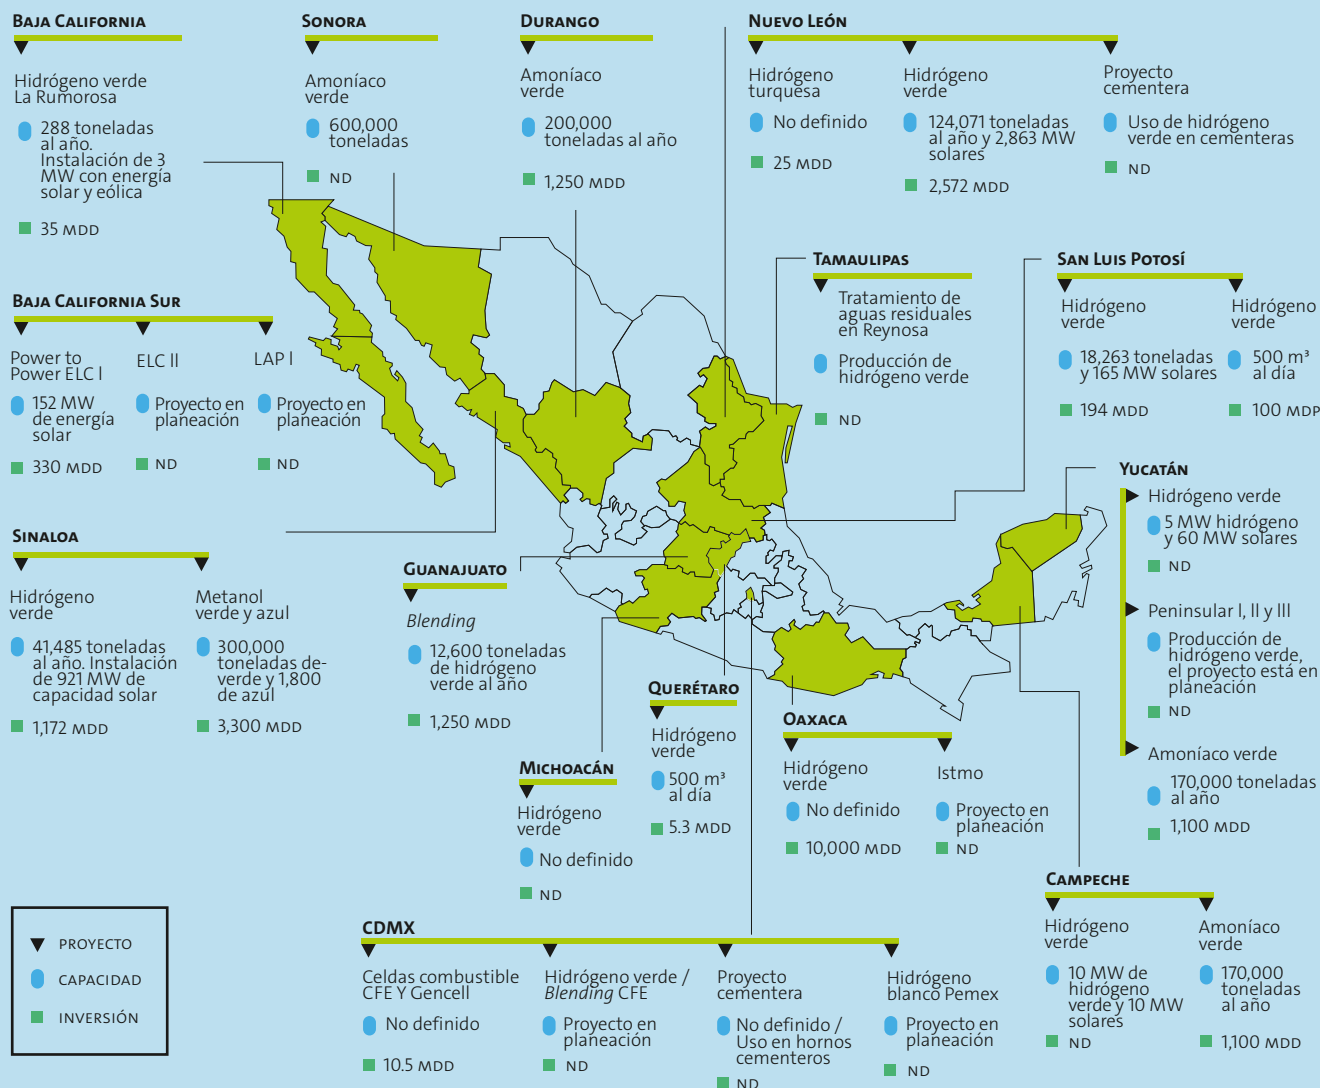 BAJA CALIFORNIA
Hidrógeno verde
La Rumorosa
288 toneladas
al año.
Instalación de 3
MW con energía
solar y eólica
35 MDD
SONORA
Amoníaco
verde
600,000
toneladas
ND
DURANGO
Amoníaco
verde
200,000
toneladas al año
1,250 MDD
NUEVO LEÓN
Hidrógeno
turquesa
No definido
25 MDD
Hidrógeno
verde
124,071 toneladas
al año y 2,863 MW
solares
2,572 MDD
Proyecto
cementera
Uso de hidrógeno
verde en cementeras
ND
BAJA CALIFORNIA SUR
Power to
Power ELC I
152 MW
de energía
solar
330 MDD
ELC II
Proyecto en
planeación
ND
LAP I
Proyecto en
planeación
ND
TAMAULIPAS
Tratamiento de
aguas residuales
en Reynosa
Producción de
hidrógeno verde
ND
SAN LUIS POTOSÍ
Hidrógeno
verde
18,263 toneladas
y 165 MW solares
194 MDD
Hidrógeno
verde
500 m³
al día
100 MDP
YUCATÁN
Hidrógeno verde
5 MW hidrógeno
y 60 MW solares
ND
Peninsular I, II y III
Producción de
hidrógeno verde,
el proyecto está en
planeación
ND
Amoníaco verde
170,000 toneladas
al año
1,100 MDD
SINALOA
Hidrógeno
verde
41,485 toneladas
al año. Instalación
de 921 MW de
capacidad solar
1,172 MDD
Metanol
verde y azul
300,000
toneladas de-
verde y 1,800
de azul
3,300 MDD
GUANAJUATO
Blending
12,600 toneladas
de hidrógeno
verde al año
1,250 MDD
MICHOACÁN
Hidrógeno
verde
No definido
ND
QUERÉTARO
Hidrógeno
verde
500 m³
al día
5.3 MDD
OAXACA
Hidrógeno
verde
No definido
10,000 MDD
Istmo
Proyecto en
planeación
ND
CAMPECHE
Hidrógeno
verde
10 MW de
hidrógeno
verde y 10 MW
solares
ND
Amoníaco
verde
170,000
toneladas
al año
1,100 MDD
CDMX
Celdas combustible
CFE Y Gencell
No definido
10.5 MDD
Hidrógeno verde /
Blending CFE
Proyecto en
planeación
ND
Proyecto
cementera
No definido /
Uso en hornos
cementeros
ND
Hidrógeno
blanco Pemex
Proyecto en
planeación
ND
PROYECTO
CAPACIDAD
INVERSIÓN